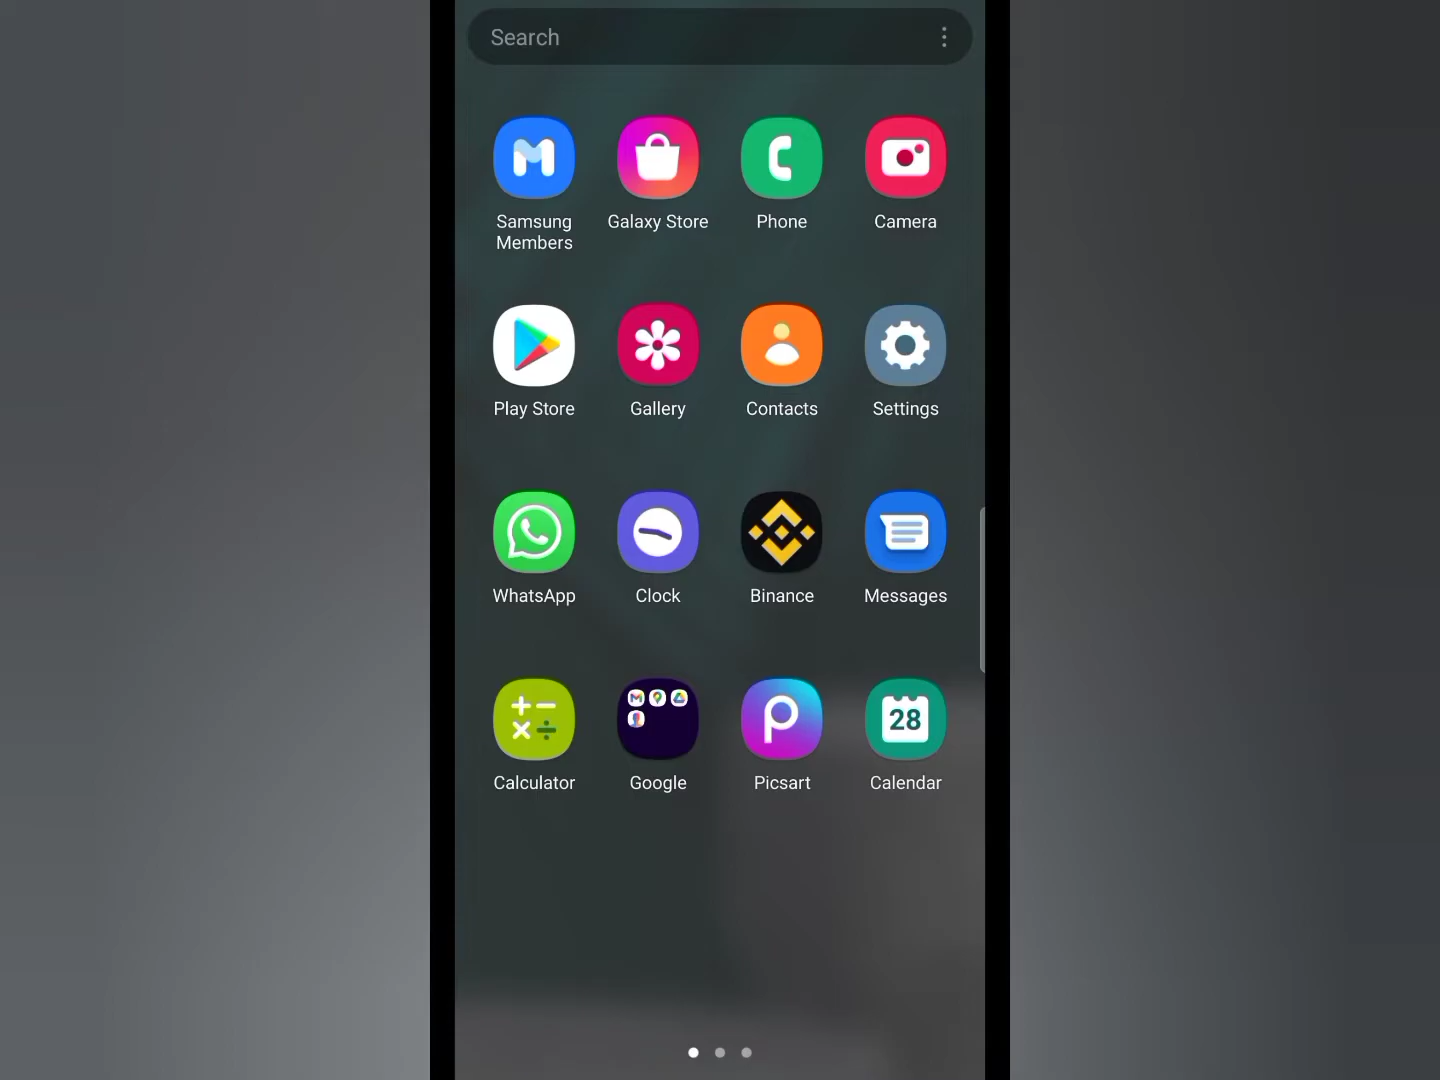 Search
Samsung
Members
Galaxy Store
Phone
Camera
Play Store
Gallery
Contacts
Settings
WhatsApp
Clock
Binance
Messages
28
Calculator
Google
Picsart
Calendar